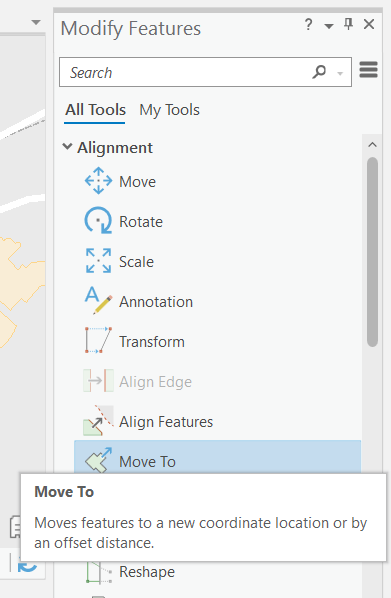 Modify Features
?
Search
All Tools My Tools
Alignment
Move
Rotate
Scale
Annotation
Transform
Align Edge
Align Features
Move To
Move To
Moves features to a new coordinate location or by
an offset distance.
Reshape